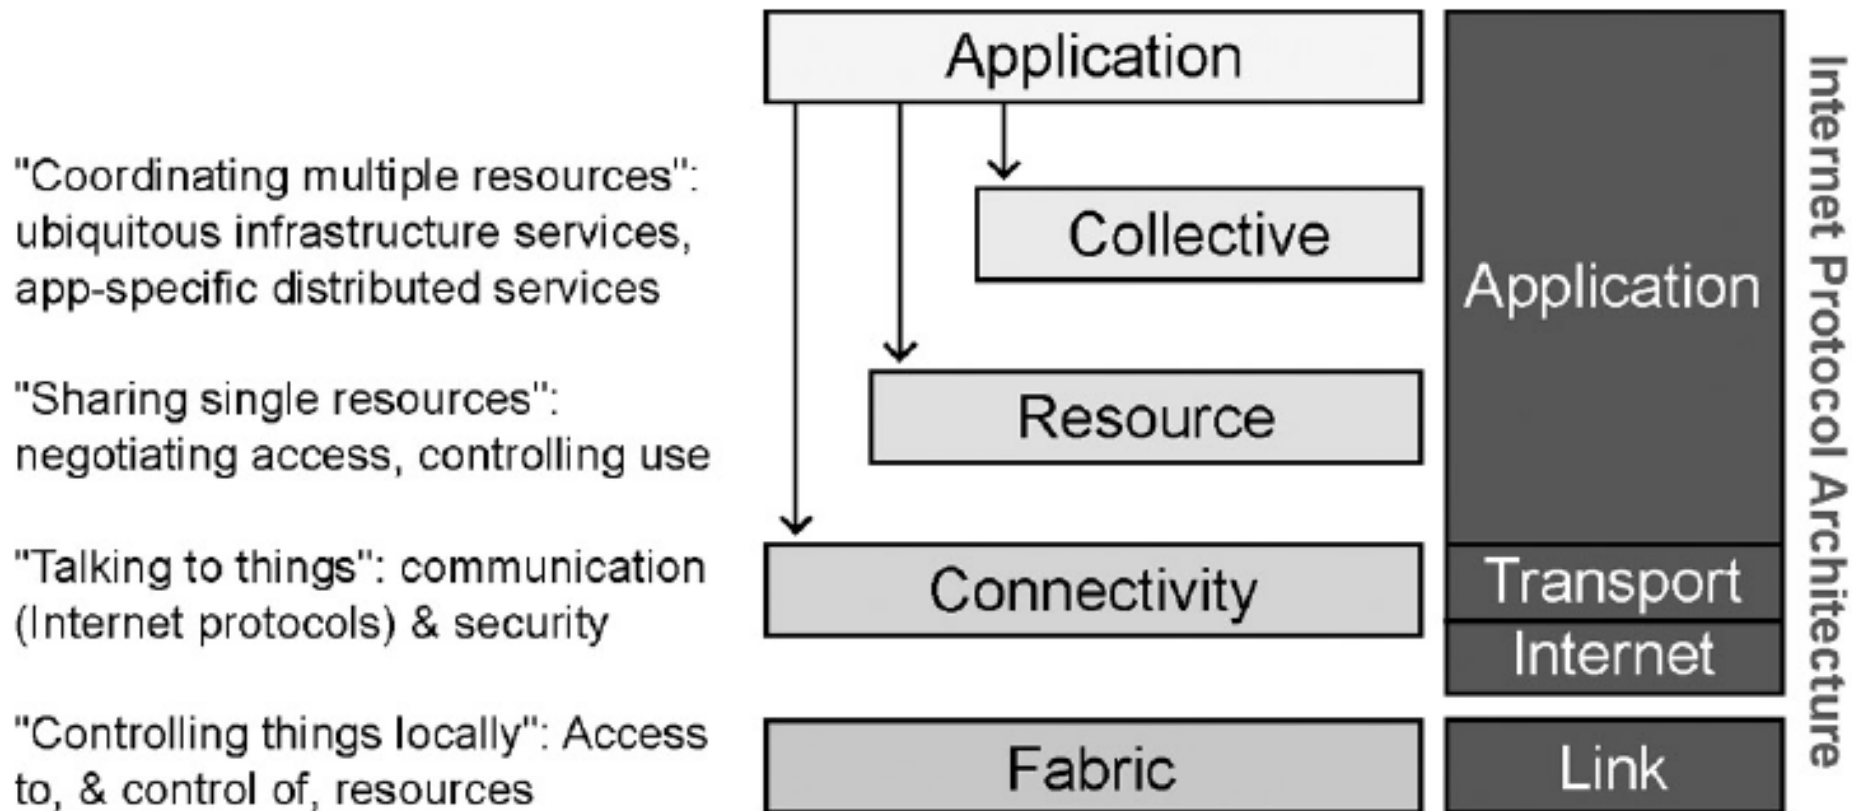 Application
"Coordinating multiple resources":
ubiquitous infrastructure services,
app-specific distributed services
Collective
"Sharing single resources":
negotiating access, controlling use
Resource
"Talking to things": communication
(Internet protocols) & security
Connectivity
"Controlling things locally": Access
to, & control of, resources
Fabric
Application
Transport
Internet
Link
Internet Protocol Architecture